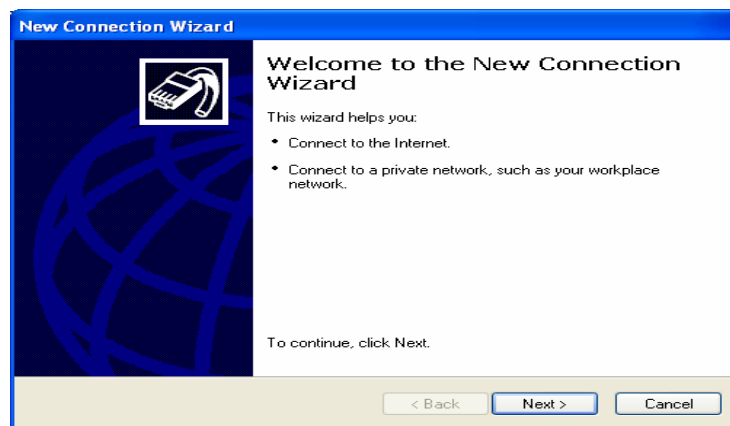 New Connection Wizard
Welcome to the New Connection
Wizard
This wizard helps you:
• Connect to the Internet.
• Connect to a private network, such as your workplace
network.
To continue, click Next.
< Back Next > Cancel